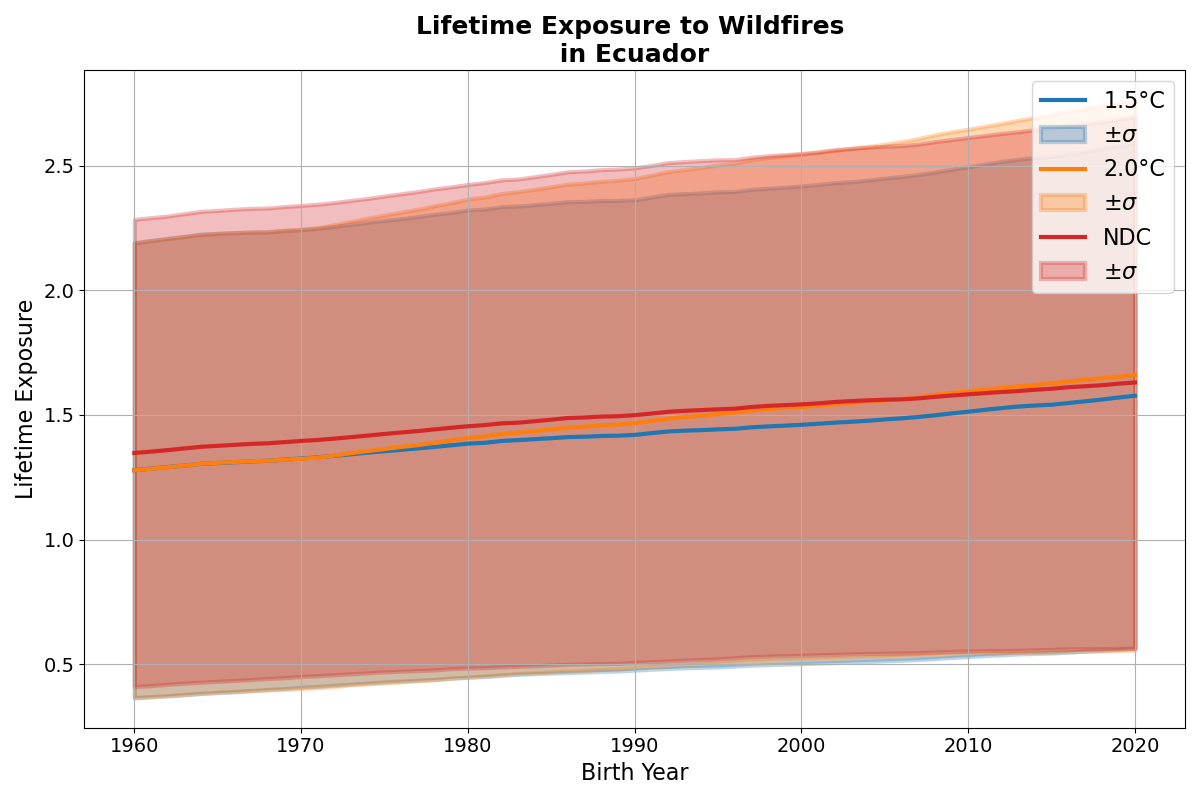 Lifetime Exposure to Wildfires
in Ecuador
1.5°C
±σ
2.0°C
±σ
NDC
±σ
Lifetime Exposure
2.5
2.0
1.5
1.0
0.5
1960 1970 1980 1990 2000 2010 2020
Birth Year